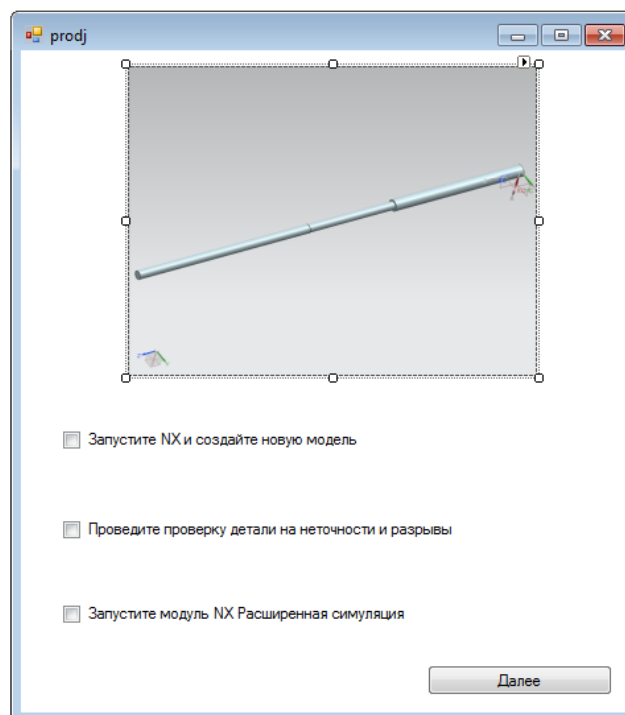 prodj
Запустите NX и создайте новую модель
Проведите проверку детали на неточности и разрывы
Запустите модуль NX Расширенная симуляция
Далее